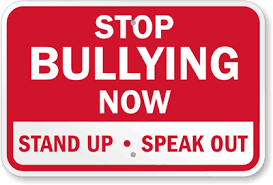 STOP
BULLYING
NOW
STAND UP • SPEAK OUT